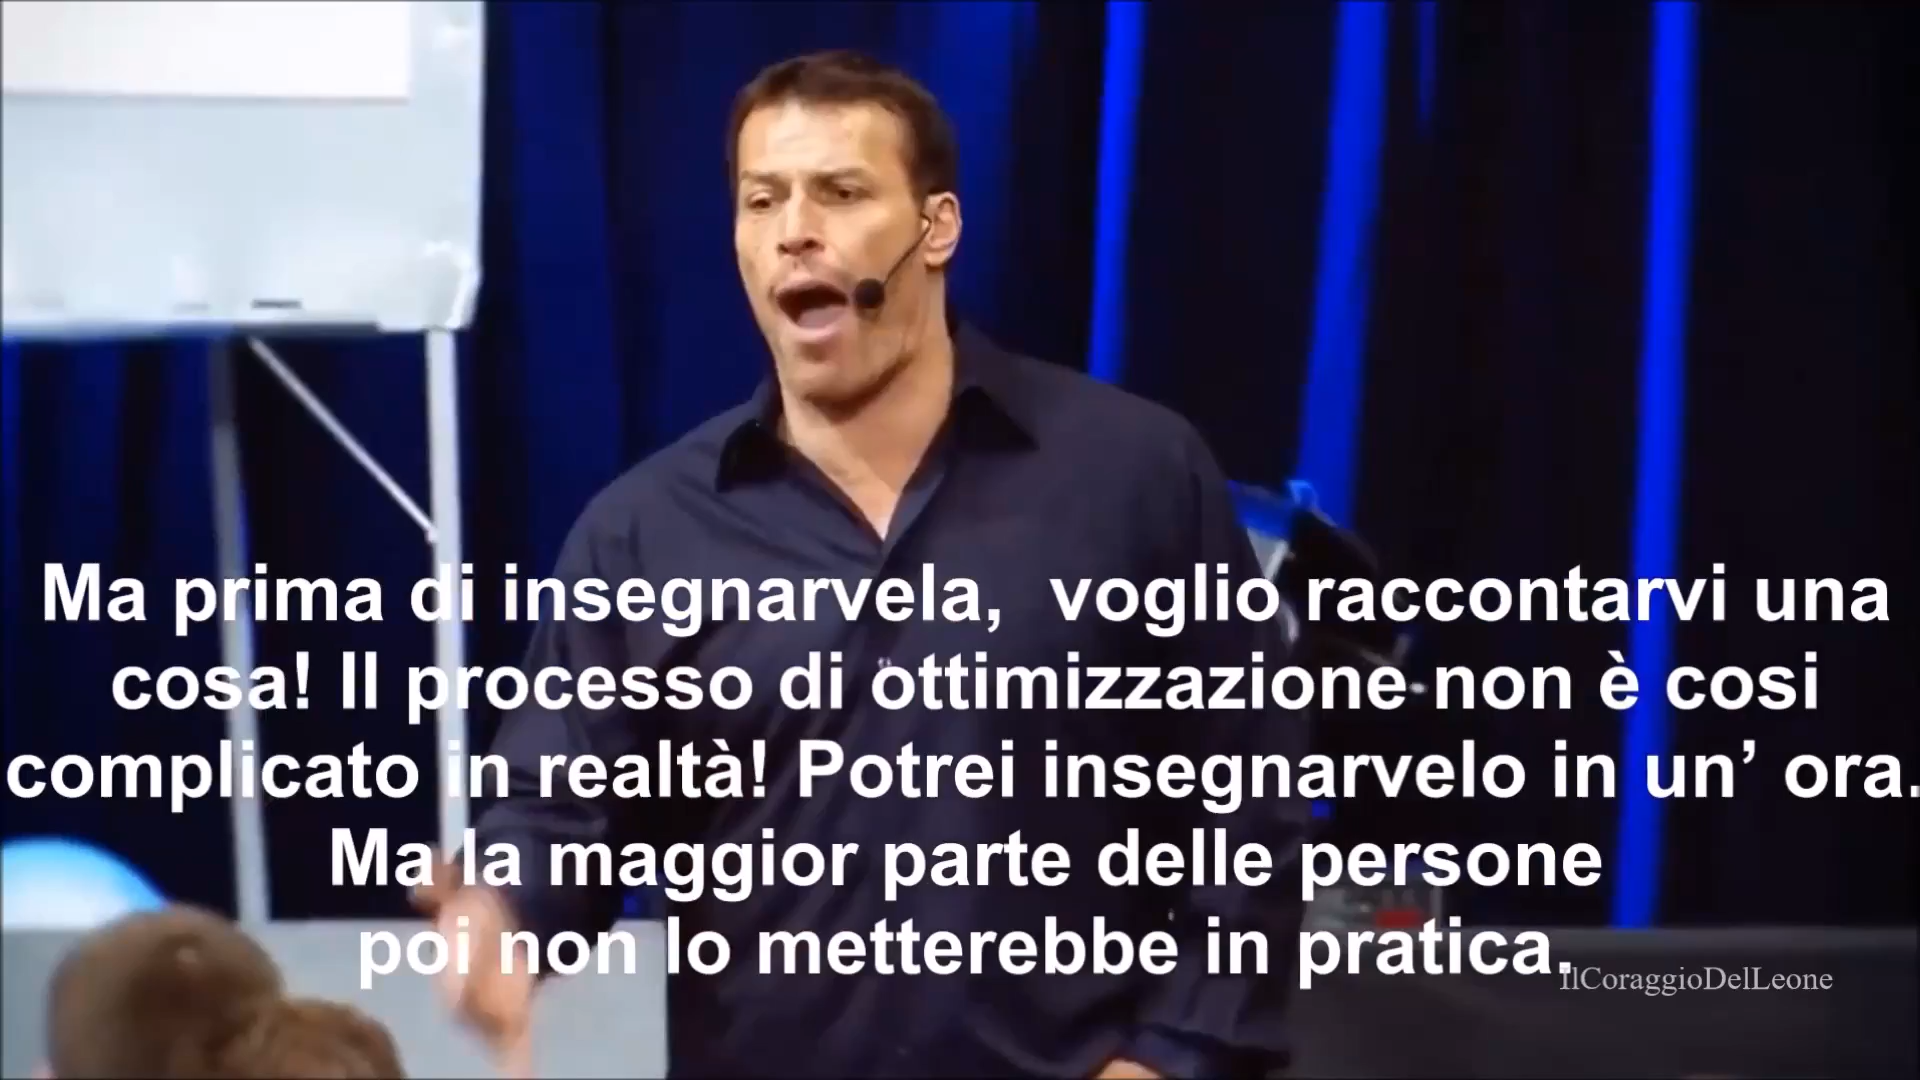 Ma prima di insegnarvela, voglio raccontarvi una
cosa! Il processo di ottimizzazione non è cosi
complicato in realtà! Potrei insegnarvelo in un’ ora.
Ma la maggior parte delle persone
poi non lo metterebbe in pratica.
IlCoraggioDelLeone